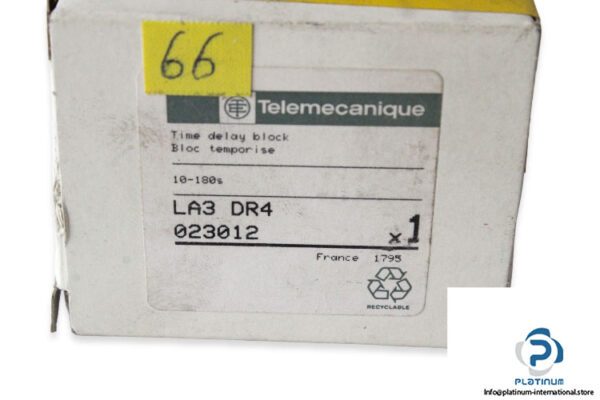 66
Telemecanique
Time delay block
Bloc temporise
10-180s
LA3 DR4
023012 x1
France 1795
RECYCLABLE
PLATINUM
Info@platinum-international.store